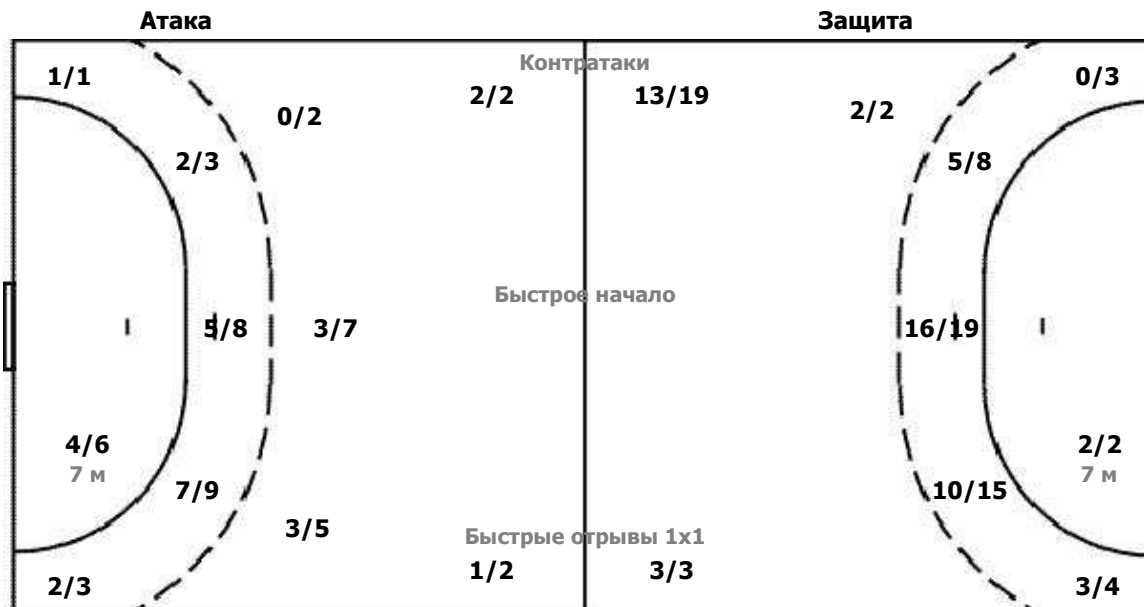 Атака Защита
Контратаки
1/1 0/3
2/2 13/19
0/2 2/2
2/3 5/8
Быстрое начало
5/8 3/7 16/19
4/6 2/2
7 м 7 м
7/9 10/15
3/5
Быстрые отрывы 1x1
1/2 3/3
2/3 3/4